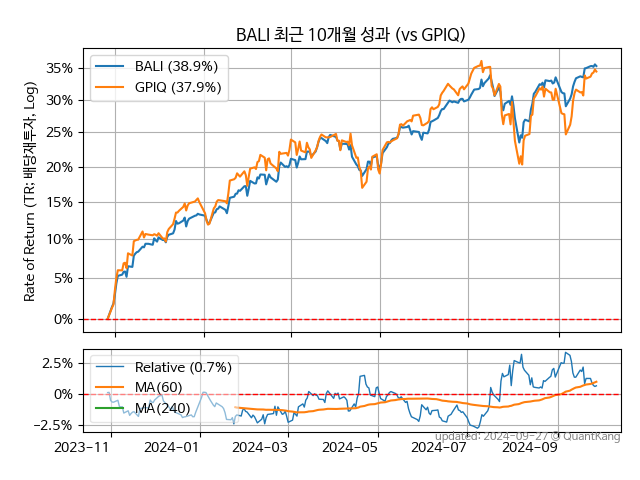 BALI 최근 10개월 성과 (vs GPIQ)
Rate of Return (TR: 배당재투자, Log)
35%
30%
25%
20%
15%
10%
5%
0%
BALI (38.9%)
GPIQ (37.9%)
2.5%
0%
−2.5%
Relative (0.7%)
MA(60)
MA(240)
2023-11
2024-01
2024-03
2024-05
2024-07
2024-09
updated: 2024-09-27 © QuantKang